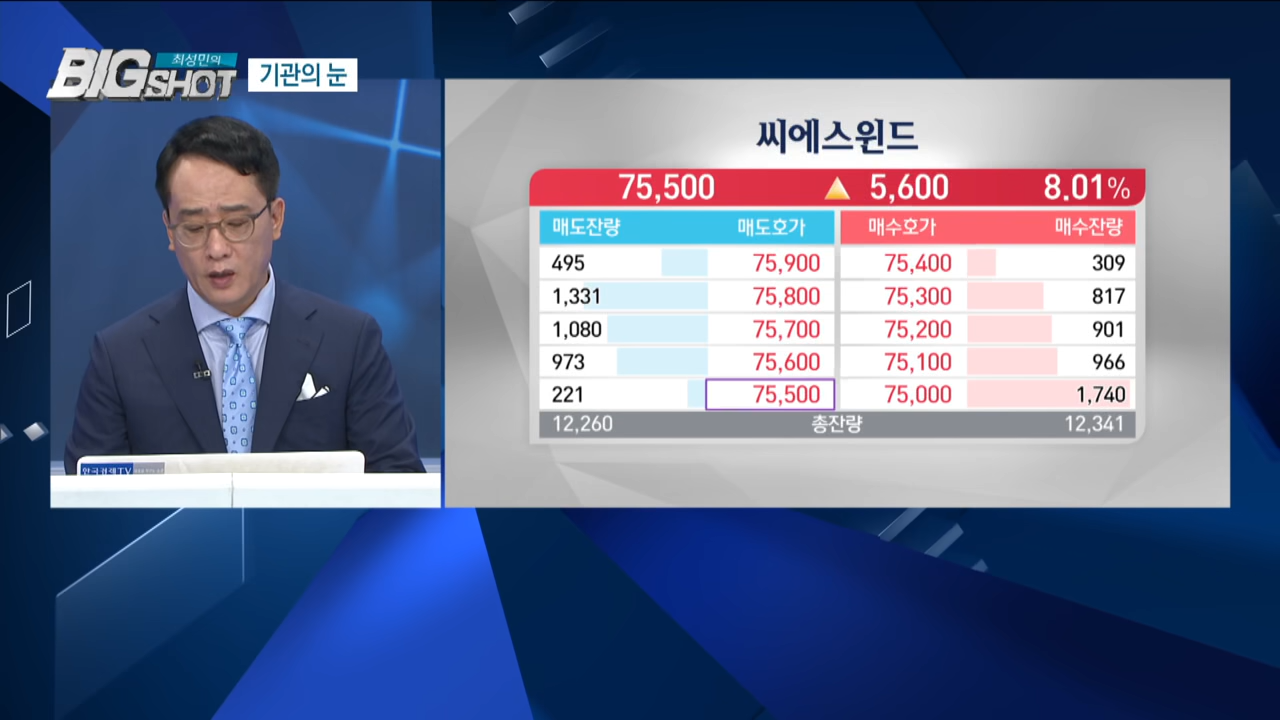 최성민의
BIG SHOT
기관의 눈
씨에스윈드
75,500 ▲ 5,600 8.01%
매도잔량 매도호가 매수호가 매수잔량
495 75,900 75,400 309
1,331 75,800 75,300 817
1,080 75,700 75,200 901
973 75,600 75,100 966
221 75,500 75,000 1,740
12,260 총잔량 12,341
한국경제TV